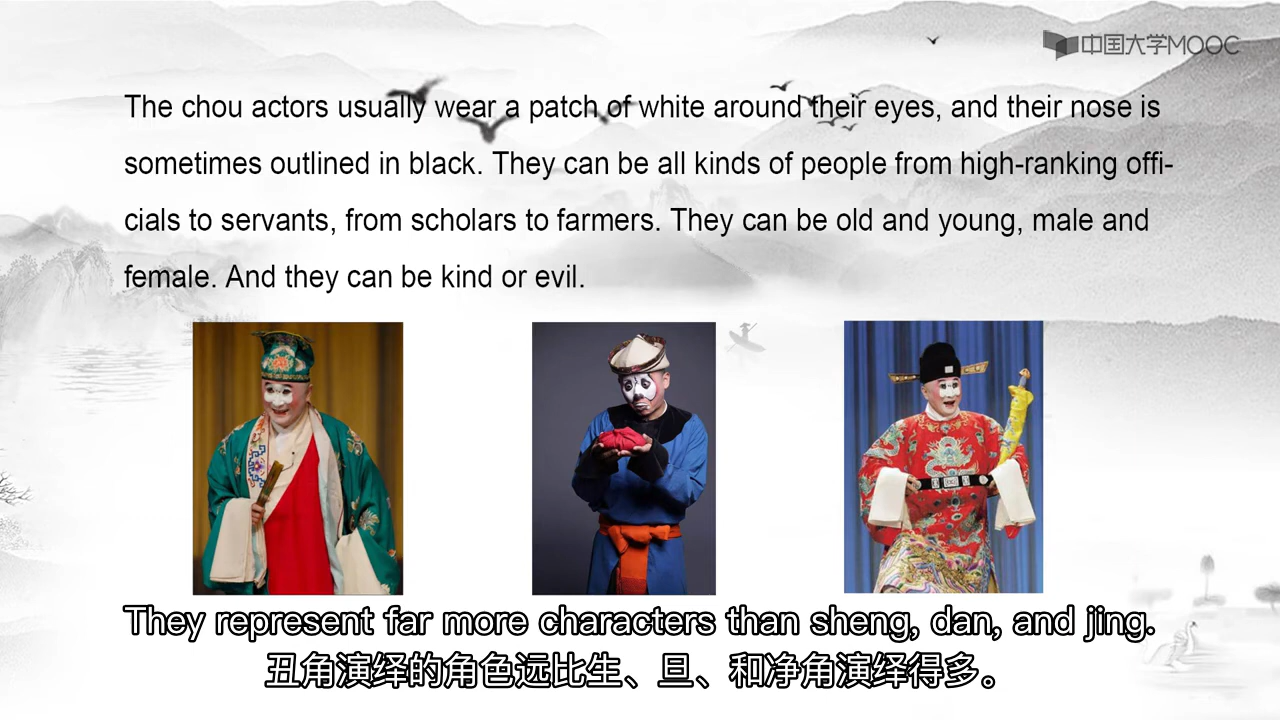 中国大学MOOC
The chou actors usually wear a patch of white around their eyes, and their nose is
sometimes outlined in black. They can be all kinds of people from high-ranking offi-
cials to servants, from scholars to farmers. They can be old and young, male and
female. And they can be kind or evil.
They represent far more characters than sheng, dan, and jing.
丑角演绎的角色远比生、旦、和净角演绎得多。